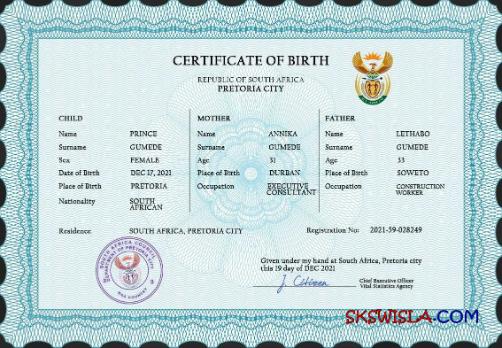 CERTIFICATE OF BIRTH
REPUBLIC OF SOUTH AFRICA
PRETORIA CITY
CHILD
Name PRINCE
Surname GUMEDE
Sex FEMALE
Date of Birth DEC 17, 2021
Place of Birth PRETORIA
Nationality SOUTH AFRICAN
MOTHER
Name ANNIKA
Surname GUMEDE
Age 31
Place of Birth DURBAN
Occupation EXECUTIVE CONSULTANT
FATHER
Name LETHABO
Surname GUMEDE
Age 33
Place of Birth SOWETO
Occupation CONSTRUCTION WORKER
Residence SOUTH AFRICA, PRETORIA CITY
Registration No: 2021-59-028249
SOUTH AFRICA COUNCIL
Given under my hand at South Africa, Pretoria city
this 19 day of DEC 2021
J. Citizen
Chief Executive Officer
Vital Statistics Agency
SKSWISLA.COM